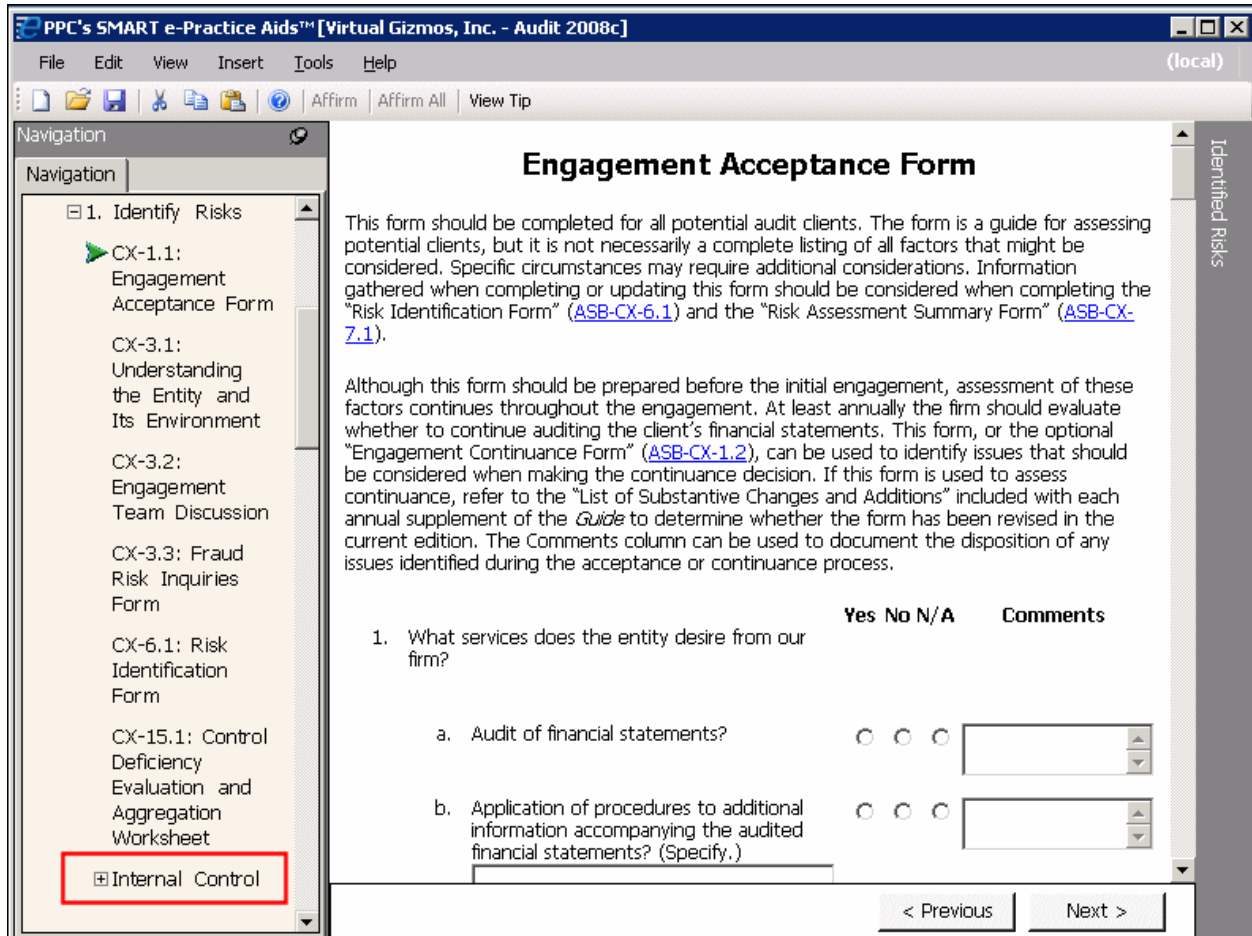 PPC's SMART e-Practice Aids™ [Virtual Gizmos, Inc. - Audit 2008c]
File Edit View Insert Tools Help (local)
Affirm Affirm All View Tip
Navigation
Navigation
1. Identify Risks
CX-1.1:
Engagement
Acceptance Form
CX-3.1:
Understanding
the Entity and
Its Environment
CX-3.2:
Engagement
Team Discussion
CX-3.3: Fraud
Risk Inquiries
Form
CX-6.1: Risk
Identification
Form
CX-15.1: Control
Deficiency
Evaluation and
Aggregation
Worksheet
Internal Control
Engagement Acceptance Form
This form should be completed for all potential audit clients. The form is a guide for assessing
potential clients, but it is not necessarily a complete listing of all factors that might be
considered. Specific circumstances may require additional considerations. Information
gathered when completing or updating this form should be considered when completing the
"Risk Identification Form" (ASB-CX-6.1) and the "Risk Assessment Summary Form" (ASB-CX-
7.1).
Although this form should be prepared before the initial engagement, assessment of these
factors continues throughout the engagement. At least annually the firm should evaluate
whether to continue auditing the client's financial statements. This form, or the optional
"Engagement Continuance Form" (ASB-CX-1.2), can be used to identify issues that should
be considered when making the continuance decision. If this form is used to assess
continuance, refer to the "List of Substantive Changes and Additions" included with each
annual supplement of the Guide to determine whether the form has been revised in the
current edition. The Comments column can be used to document the disposition of any
issues identified during the acceptance or continuance process.
Yes No N/A Comments
1. What services does the entity desire from our
firm?
a. Audit of financial statements?
b. Application of procedures to additional
information accompanying the audited
financial statements? (Specify.)
< Previous Next >
Identified Risks